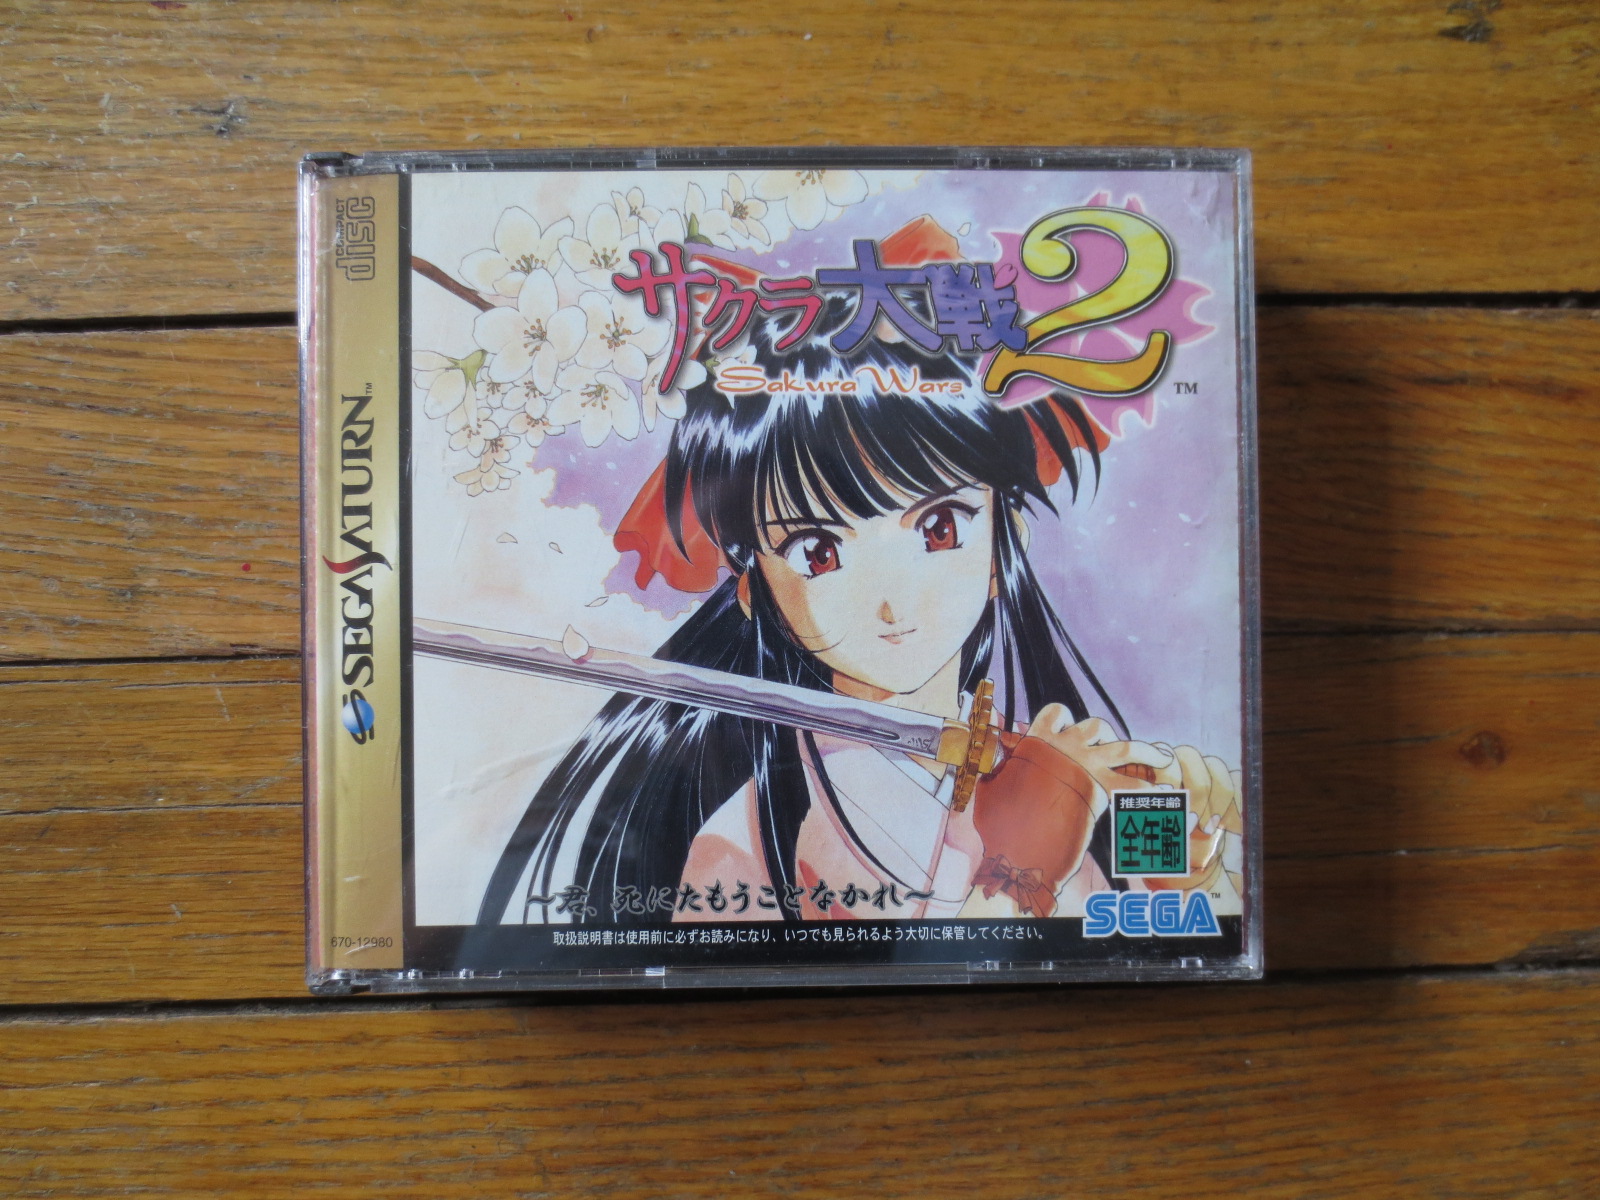 COMPACT
disc
SEGA SATURN™
670-12980
サクラ大戦2
Sakura Wars
™
推奨年齢
全年齢
～君、死にたもうことなかれ～
SEGA™
取扱説明書は使用前に必ずお読みになり、いつでも見られるよう大切に保管してください。